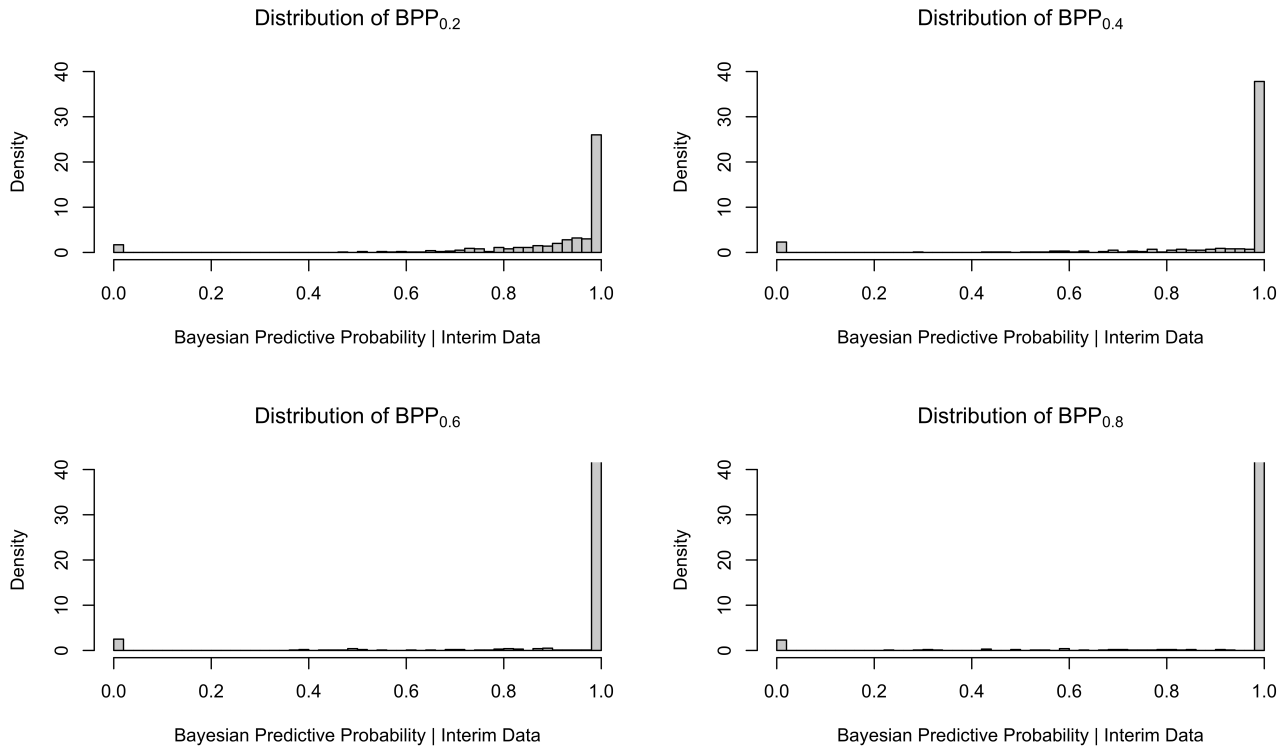 Distribution of BPP0.2
Density
0
10
20
30
40
0.0 0.2 0.4 0.6 0.8 1.0
Bayesian Predictive Probability | Interim Data
Distribution of BPP0.4
Density
0
10
20
30
40
0.0 0.2 0.4 0.6 0.8 1.0
Bayesian Predictive Probability | Interim Data
Distribution of BPP0.6
Density
0
10
20
30
40
0.0 0.2 0.4 0.6 0.8 1.0
Bayesian Predictive Probability | Interim Data
Distribution of BPP0.8
Density
0
10
20
30
40
0.0 0.2 0.4 0.6 0.8 1.0
Bayesian Predictive Probability | Interim Data